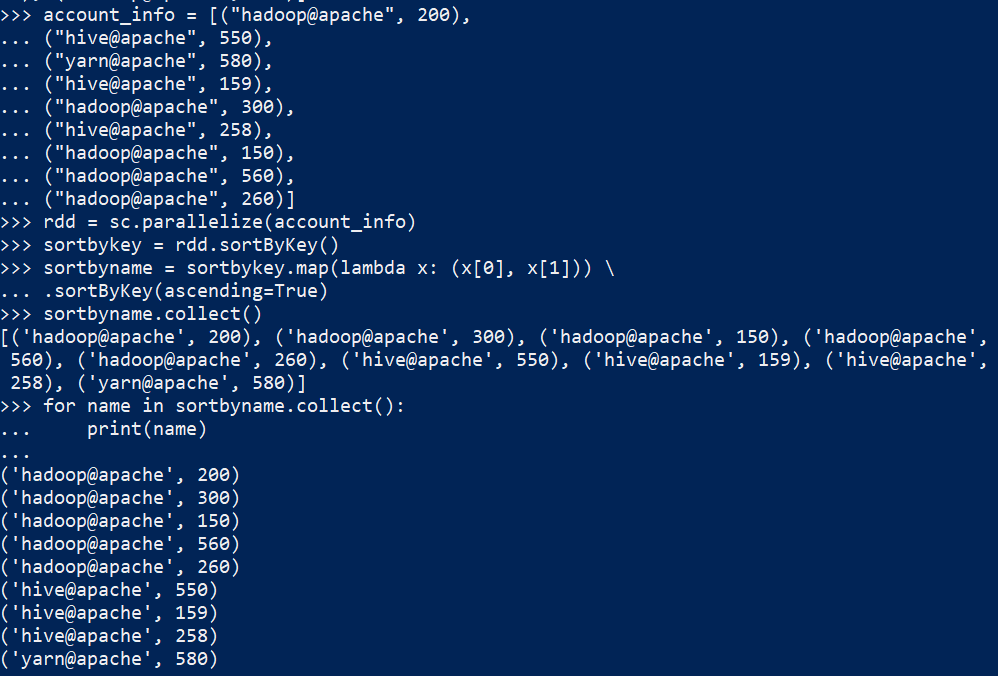 >>> account_info = [("hadoop@apache", 200),
... ("hive@apache", 550),
... ("yarn@apache", 580),
... ("hive@apache", 159),
... ("hadoop@apache", 300),
... ("hive@apache", 258),
... ("hadoop@apache", 150),
... ("hadoop@apache", 560),
... ("hadoop@apache", 260)]
>>> rdd = sc.parallelize(account_info)
>>> sortbykey = rdd.sortByKey()
>>> sortbyname = sortbykey.map(lambda x: (x[0], x[1])) \
... .sortByKey(ascending=True)
>>> sortbyname.collect()
[('hadoop@apache', 200), ('hadoop@apache', 300), ('hadoop@apache', 150), ('hadoop@apache',
 560), ('hadoop@apache', 260), ('hive@apache', 550), ('hive@apache', 159), ('hive@apache',
 258), ('yarn@apache', 580)]
>>> for name in sortbyname.collect():
...     print(name)
...
('hadoop@apache', 200)
('hadoop@apache', 300)
('hadoop@apache', 150)
('hadoop@apache', 560)
('hadoop@apache', 260)
('hive@apache', 550)
('hive@apache', 159)
('hive@apache', 258)
('yarn@apache', 580)